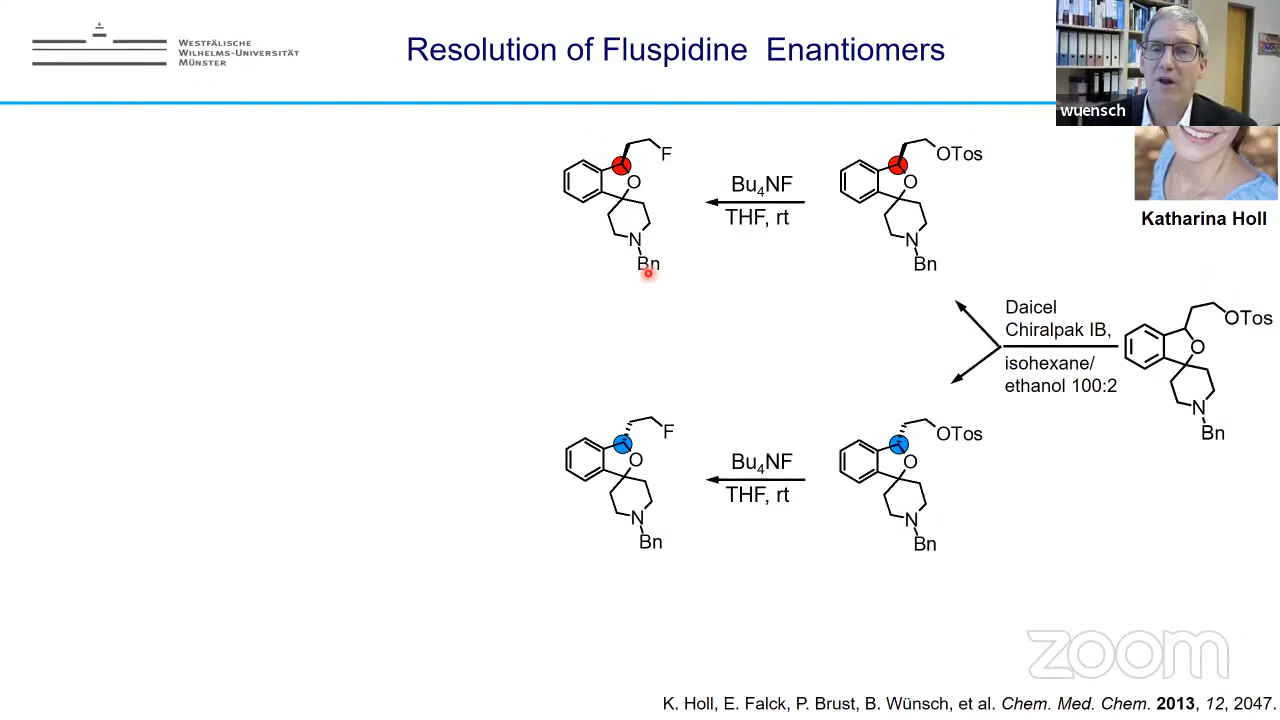 WESTFÄLISCHE
WILHELMS-UNIVERSITÄT
MÜNSTER
Resolution of Fluspidine Enantiomers
wuensch
Katharina Holl
F
O
N
Bn
Bu4NF
THF, rt
OTos
O
N
Bn
Daicel
Chiralpak IB,
isohexane/
ethanol 100:2
OTos
O
N
Bn
F
O
N
Bn
Bu4NF
THF, rt
OTos
O
N
Bn
zoom
K. Holl, E. Falck, P. Brust, B. Wünsch, et al. Chem. Med. Chem. 2013, 12, 2047.